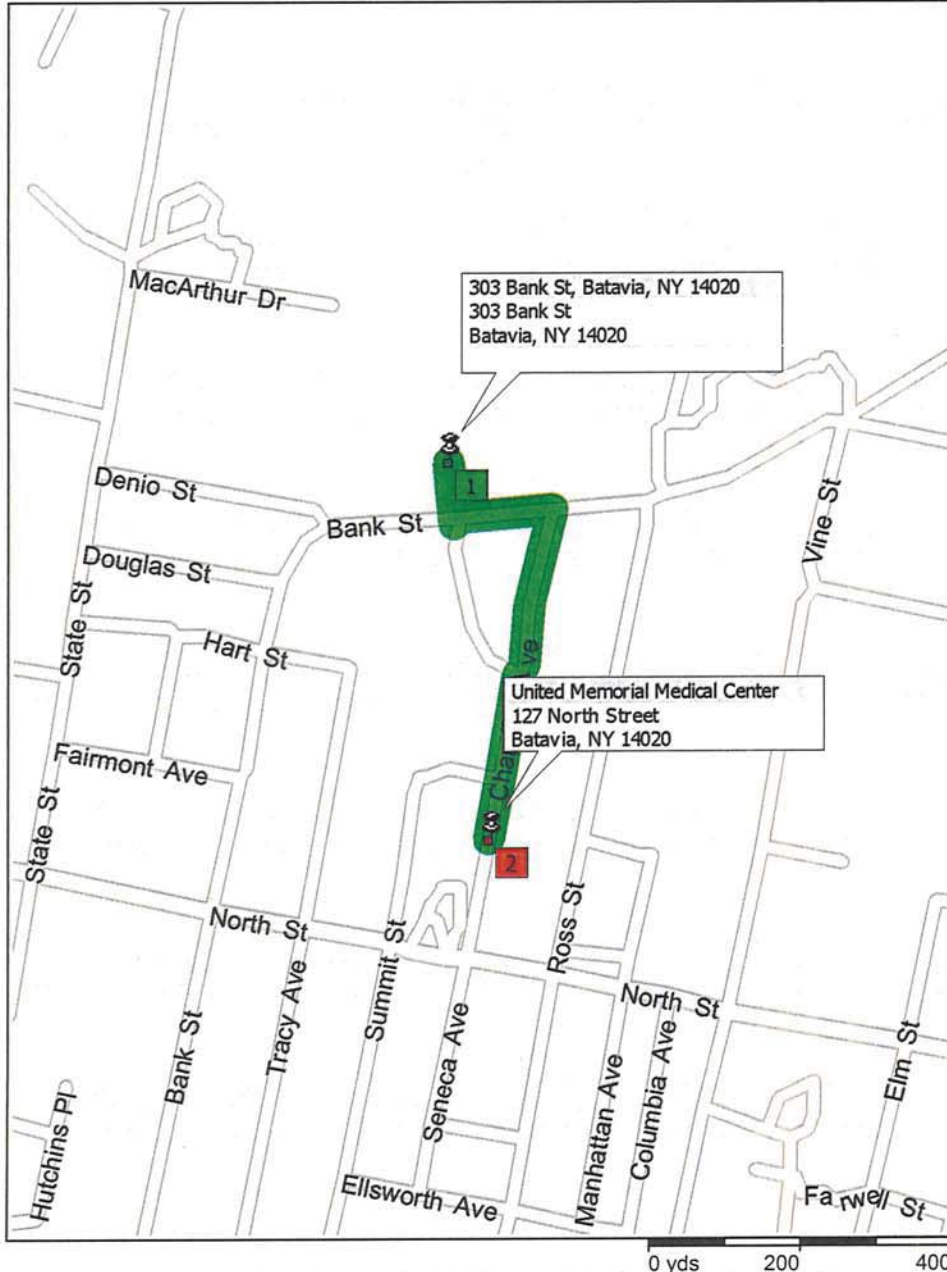 MacArthur Dr
303 Bank St, Batavia, NY 14020
303 Bank St
Batavia, NY 14020
Denio St
1
Bank St
Vine St
Douglas St
State St
Hart St
United Memorial Medical Center
127 North Street
Batavia, NY 14020
Fairmont Ave
2
State St
North St
Summit St
Ross St
North St
Bank St
Tracy Ave
Seneca Ave
Manhattan Ave
Columbia Ave
Elm St
Hutchins Pl
Ellsworth Ave
Farwell St
0 yds 200 400